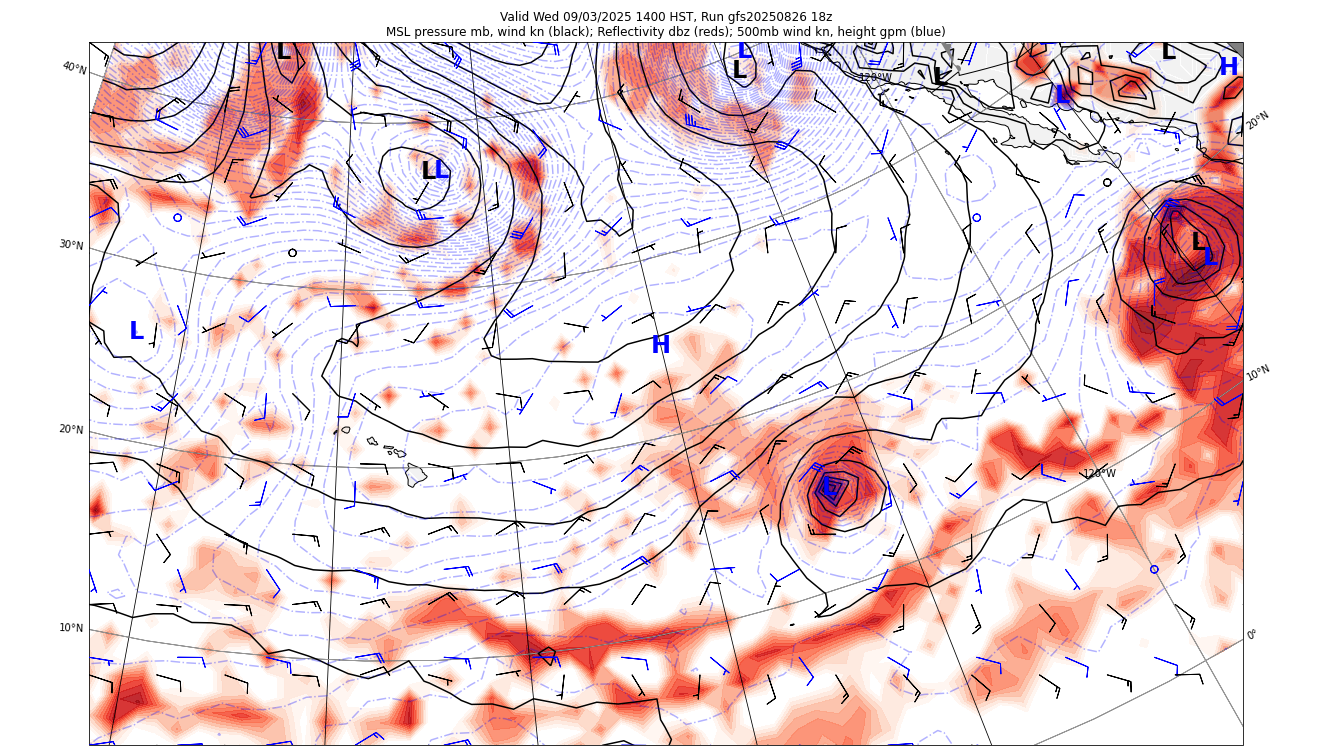 Valid Wed 09/03/2025 1400 HST, Run gfs20250826 18z
MSL pressure mb, wind kn (black); Reflectivity dbz (reds); 500mb wind kn, height gpm (blue)
L L L L L H
40°N 120°W L 20°N
L L
30°N L L
L H
10°N
20°N
120°W
L
10°N 0°